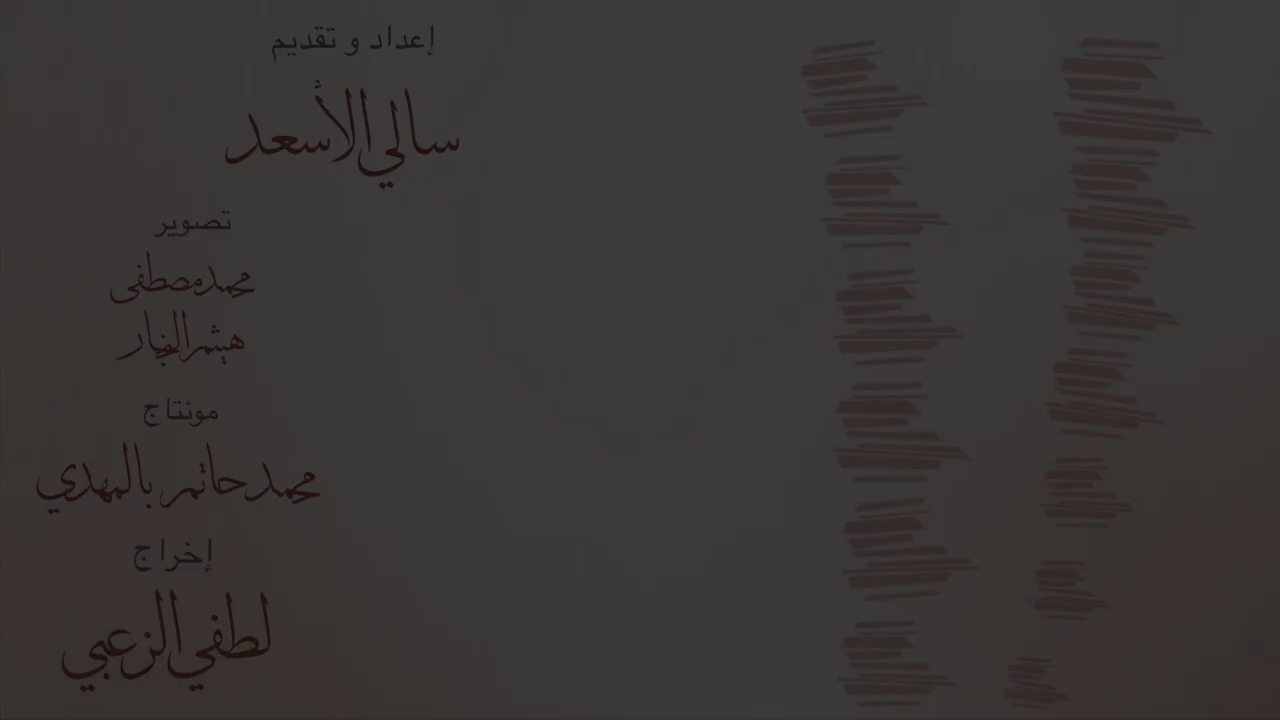 إعداد و تقديم
سالي الأسعد
تصوير
محمد مصطفى
هيثم النجار
مونتاج
محمد حاتم بالمهدي
إخراج
لطفي الزعبي